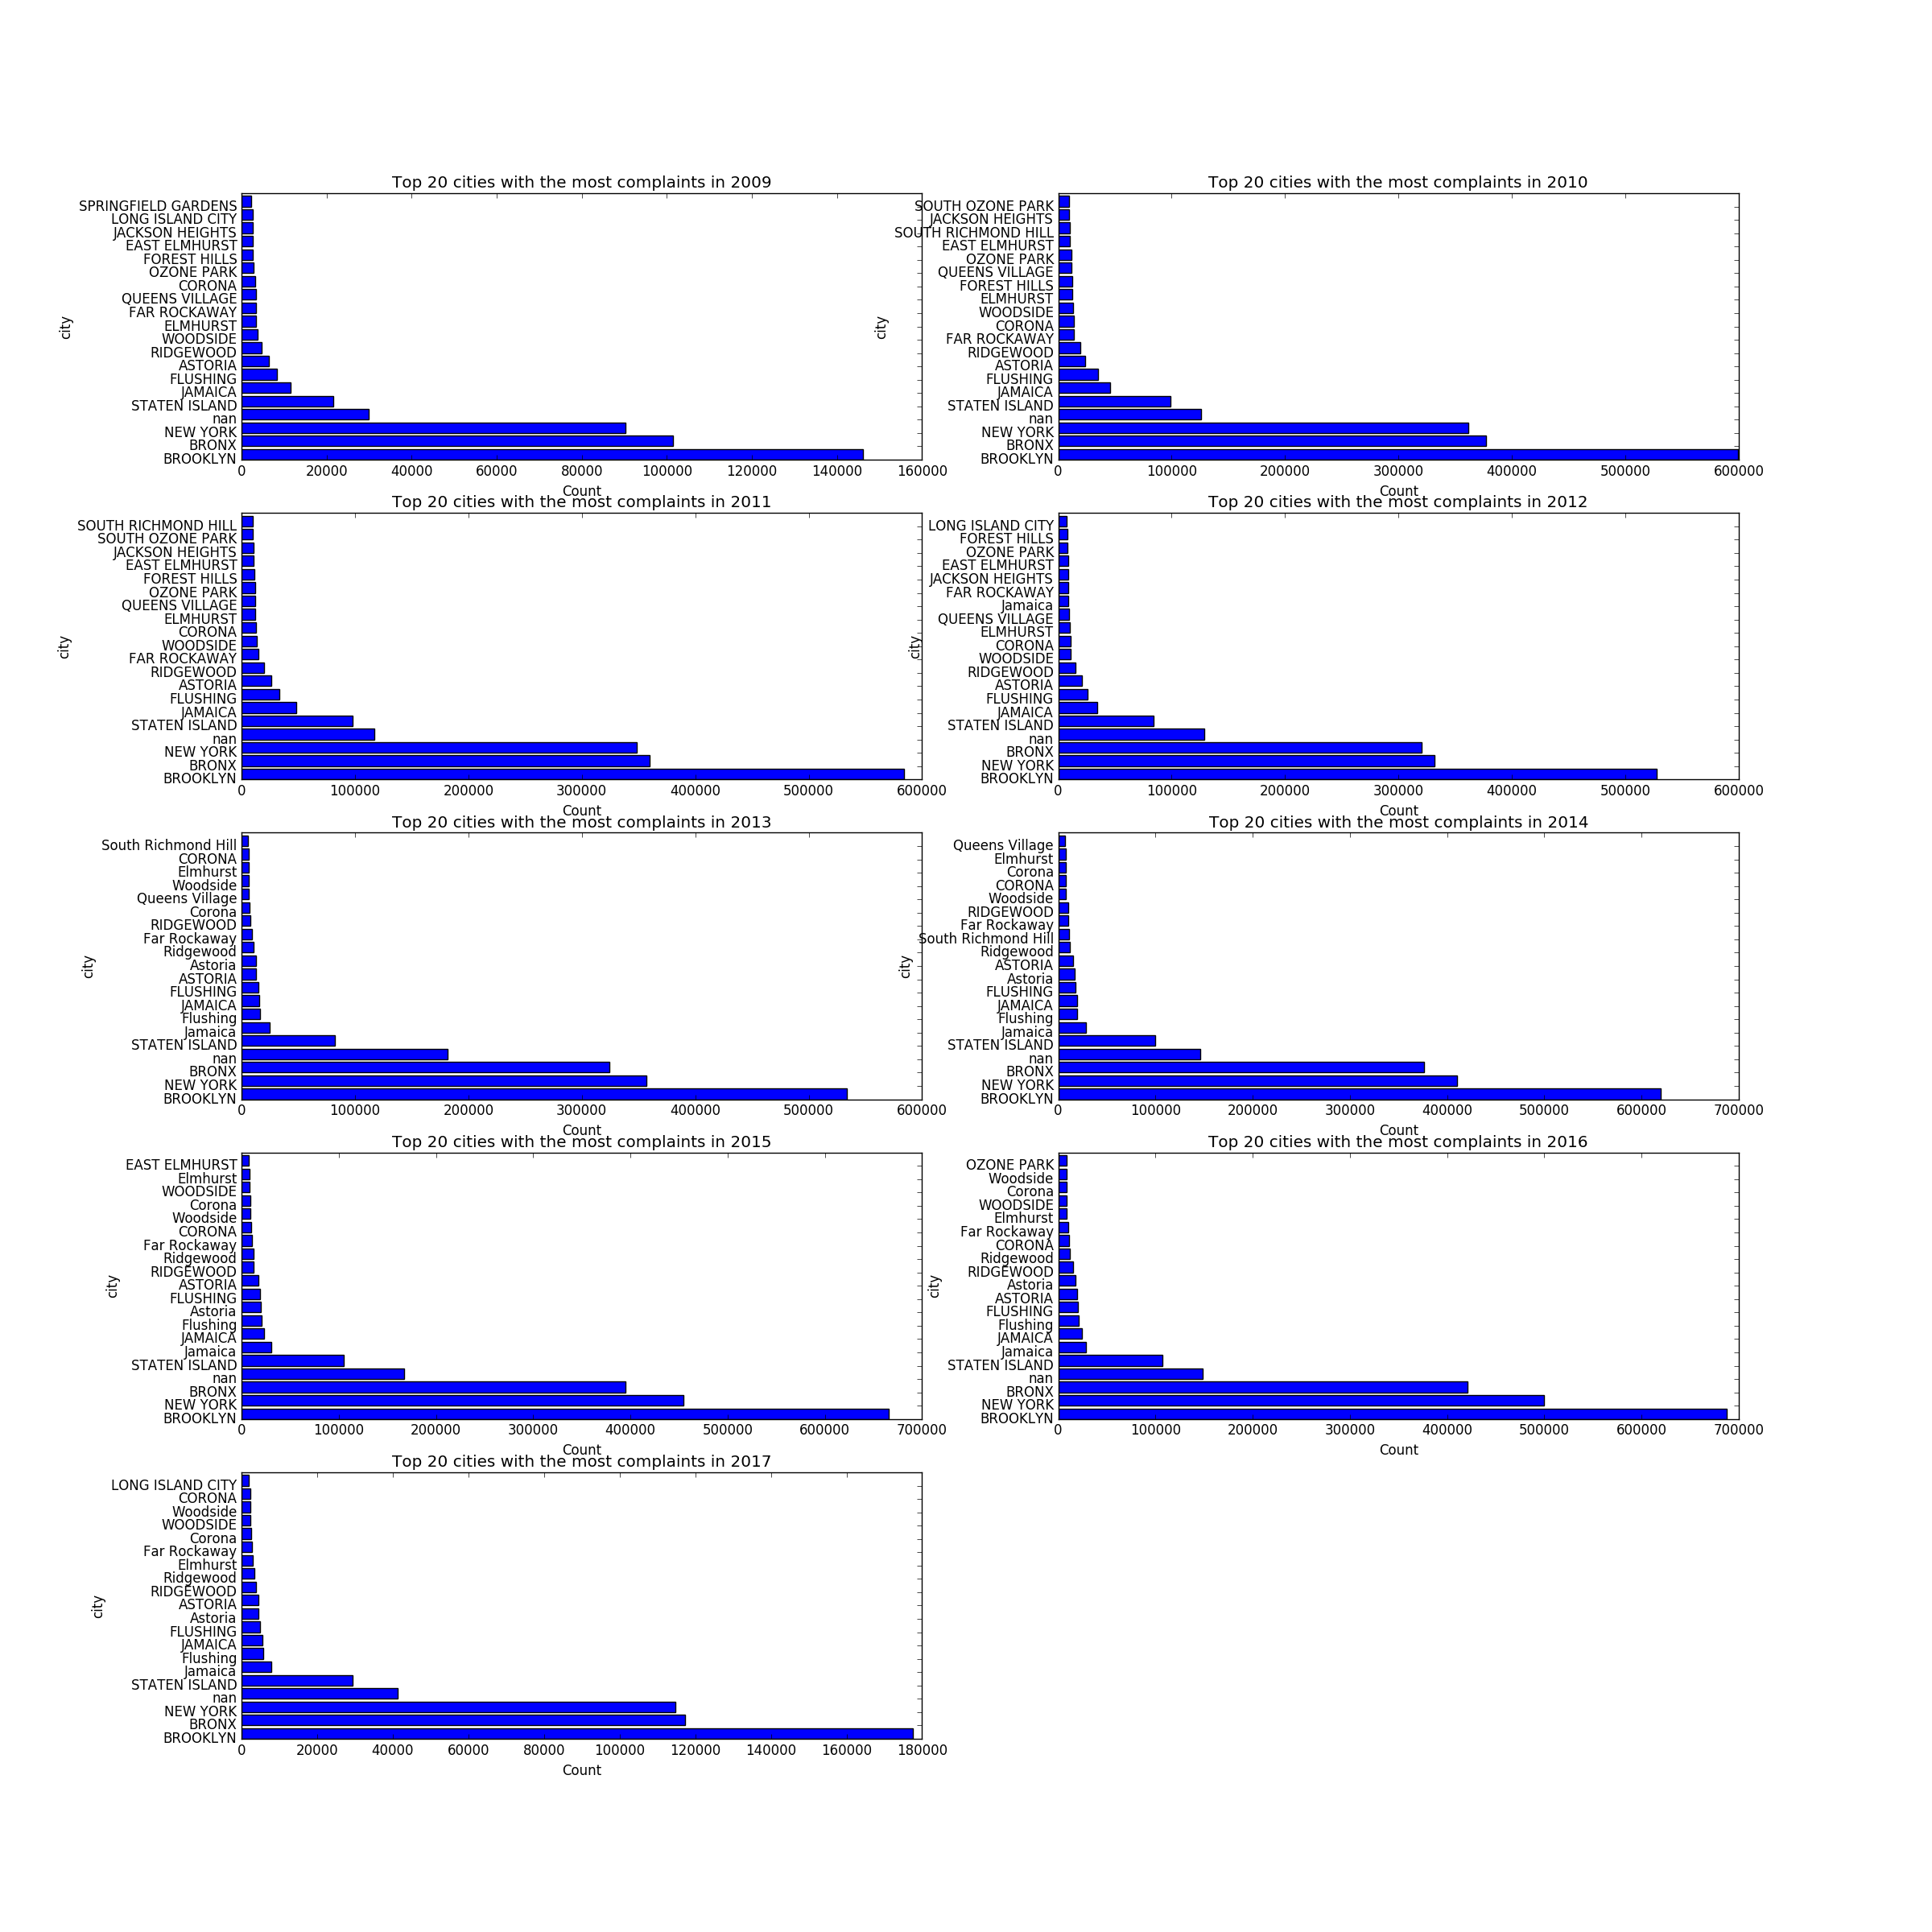 Top 20 cities with the most complaints in 2009
SPRINGFIELD GARDENS
LONG ISLAND CITY
JACKSON HEIGHTS
EAST ELMHURST
FOREST HILLS
OZONE PARK
CORONA
QUEENS VILLAGE
FAR ROCKAWAY
ELMHURST
WOODSIDE
RIDGEWOOD
ASTORIA
FLUSHING
JAMAICA
STATEN ISLAND
nan
NEW YORK
BRONX
BROOKLYN
city
0 20000 40000 60000 80000 100000 120000 140000 160000
Count
Top 20 cities with the most complaints in 2010
SOUTH OZONE PARK
JACKSON HEIGHTS
SOUTH RICHMOND HILL
EAST ELMHURST
OZONE PARK
QUEENS VILLAGE
FOREST HILLS
ELMHURST
WOODSIDE
CORONA
FAR ROCKAWAY
RIDGEWOOD
ASTORIA
FLUSHING
JAMAICA
STATEN ISLAND
nan
NEW YORK
BRONX
BROOKLYN
city
0 100000 200000 300000 400000 500000 600000
Count
Top 20 cities with the most complaints in 2011
SOUTH RICHMOND HILL
SOUTH OZONE PARK
JACKSON HEIGHTS
EAST ELMHURST
FOREST HILLS
OZONE PARK
QUEENS VILLAGE
ELMHURST
CORONA
WOODSIDE
FAR ROCKAWAY
RIDGEWOOD
ASTORIA
FLUSHING
JAMAICA
STATEN ISLAND
nan
NEW YORK
BRONX
BROOKLYN
city
0 100000 200000 300000 400000 500000 600000
Count
Top 20 cities with the most complaints in 2012
LONG ISLAND CITY
FOREST HILLS
OZONE PARK
EAST ELMHURST
JACKSON HEIGHTS
FAR ROCKAWAY
Jamaica
QUEENS VILLAGE
ELMHURST
CORONA
WOODSIDE
RIDGEWOOD
ASTORIA
FLUSHING
JAMAICA
STATEN ISLAND
nan
BRONX
NEW YORK
BROOKLYN
city
0 100000 200000 300000 400000 500000 600000
Count
Top 20 cities with the most complaints in 2013
South Richmond Hill
CORONA
Elmhurst
Woodside
Queens Village
Corona
RIDGEWOOD
Far Rockaway
Ridgewood
Astoria
ASTORIA
FLUSHING
JAMAICA
Flushing
Jamaica
STATEN ISLAND
nan
BRONX
NEW YORK
BROOKLYN
city
0 100000 200000 300000 400000 500000 600000
Count
Top 20 cities with the most complaints in 2014
Queens Village
Elmhurst
Corona
CORONA
Woodside
RIDGEWOOD
Far Rockaway
South Richmond Hill
Ridgewood
ASTORIA
Astoria
FLUSHING
JAMAICA
Flushing
Jamaica
STATEN ISLAND
nan
BRONX
NEW YORK
BROOKLYN
city
0 100000 200000 300000 400000 500000 600000 700000
Count
Top 20 cities with the most complaints in 2015
EAST ELMHURST
Elmhurst
WOODSIDE
Corona
Woodside
CORONA
Far Rockaway
Ridgewood
RIDGEWOOD
ASTORIA
FLUSHING
Astoria
Flushing
JAMAICA
Jamaica
STATEN ISLAND
nan
BRONX
NEW YORK
BROOKLYN
city
0 100000 200000 300000 400000 500000 600000 700000
Count
Top 20 cities with the most complaints in 2016
OZONE PARK
Woodside
Corona
WOODSIDE
Elmhurst
Far Rockaway
CORONA
Ridgewood
RIDGEWOOD
Astoria
ASTORIA
FLUSHING
Flushing
JAMAICA
Jamaica
STATEN ISLAND
nan
BRONX
NEW YORK
BROOKLYN
city
0 100000 200000 300000 400000 500000 600000 700000
Count
Top 20 cities with the most complaints in 2017
LONG ISLAND CITY
CORONA
Woodside
WOODSIDE
Corona
Far Rockaway
Elmhurst
Ridgewood
RIDGEWOOD
ASTORIA
Astoria
FLUSHING
JAMAICA
Flushing
Jamaica
STATEN ISLAND
nan
NEW YORK
BRONX
BROOKLYN
city
0 20000 40000 60000 80000 100000 120000 140000 160000 180000
Count